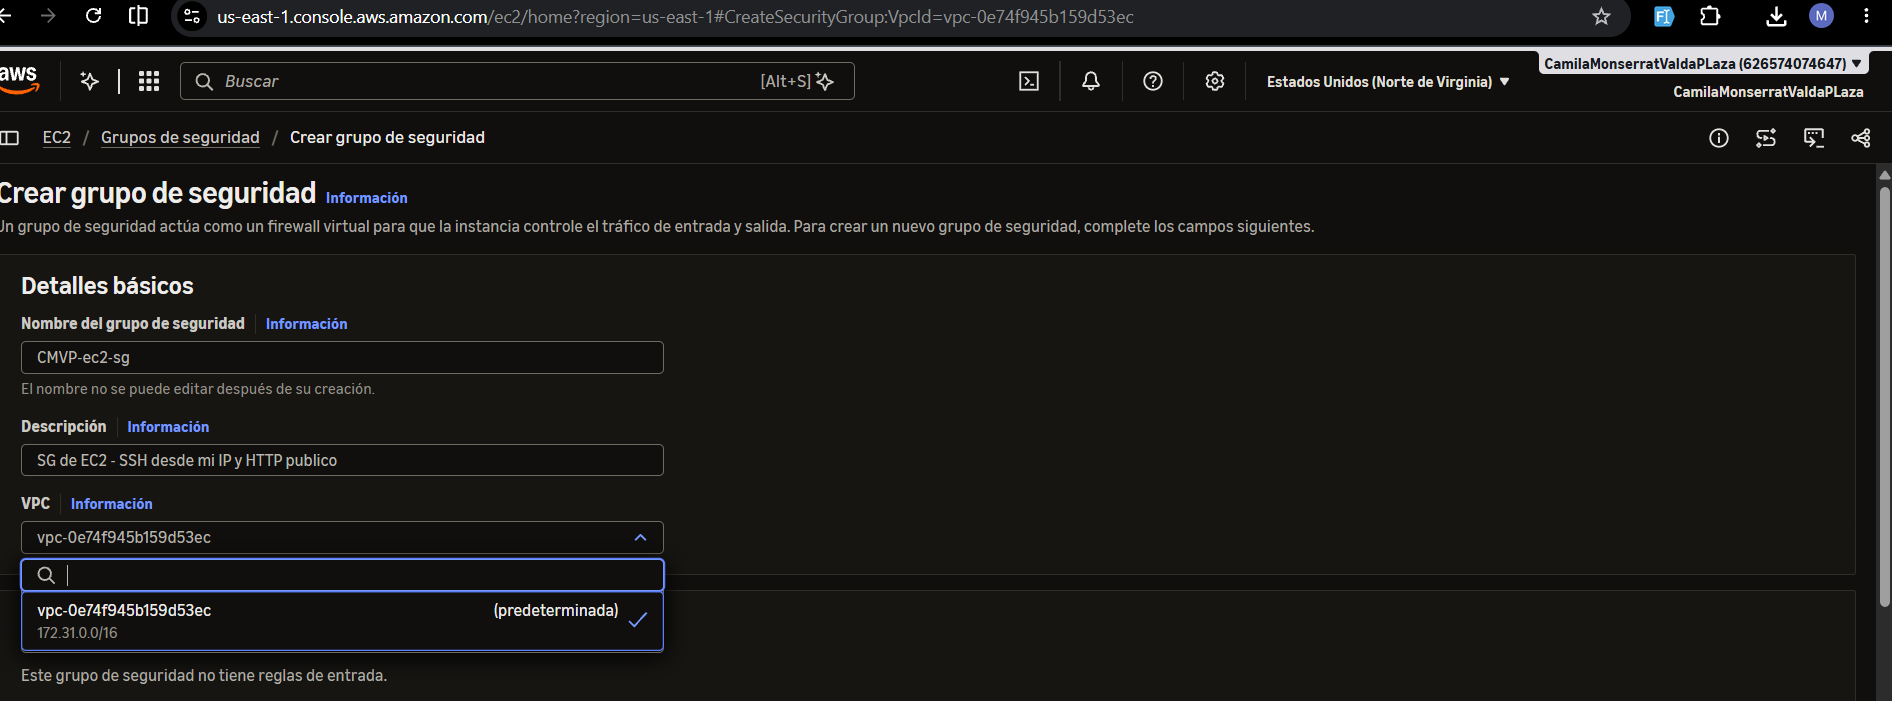 us-east-1.console.aws.amazon.com/ec2/home?region=us-east-1#CreateSecurityGroup:VpcId=vpc-0e74f945b159d53ec
M
aws
Buscar
[Alt+S]
Estados Unidos (Norte de Virginia)
CamilaMonserratValdaPLaza (626574074647)
CamilaMonserratValdaPLaza
EC2 / Grupos de seguridad / Crear grupo de seguridad
Crear grupo de seguridad Información
Un grupo de seguridad actúa como un firewall virtual para que la instancia controle el tráfico de entrada y salida. Para crear un nuevo grupo de seguridad, complete los campos siguientes.
Detalles básicos
Nombre del grupo de seguridad Información
CMVP-ec2-sg
El nombre no se puede editar después de su creación.
Descripción Información
SG de EC2 - SSH desde mi IP y HTTP publico
VPC Información
vpc-0e74f945b159d53ec
vpc-0e74f945b159d53ec (predeterminada)
172.31.0.0/16
Este grupo de seguridad no tiene reglas de entrada.